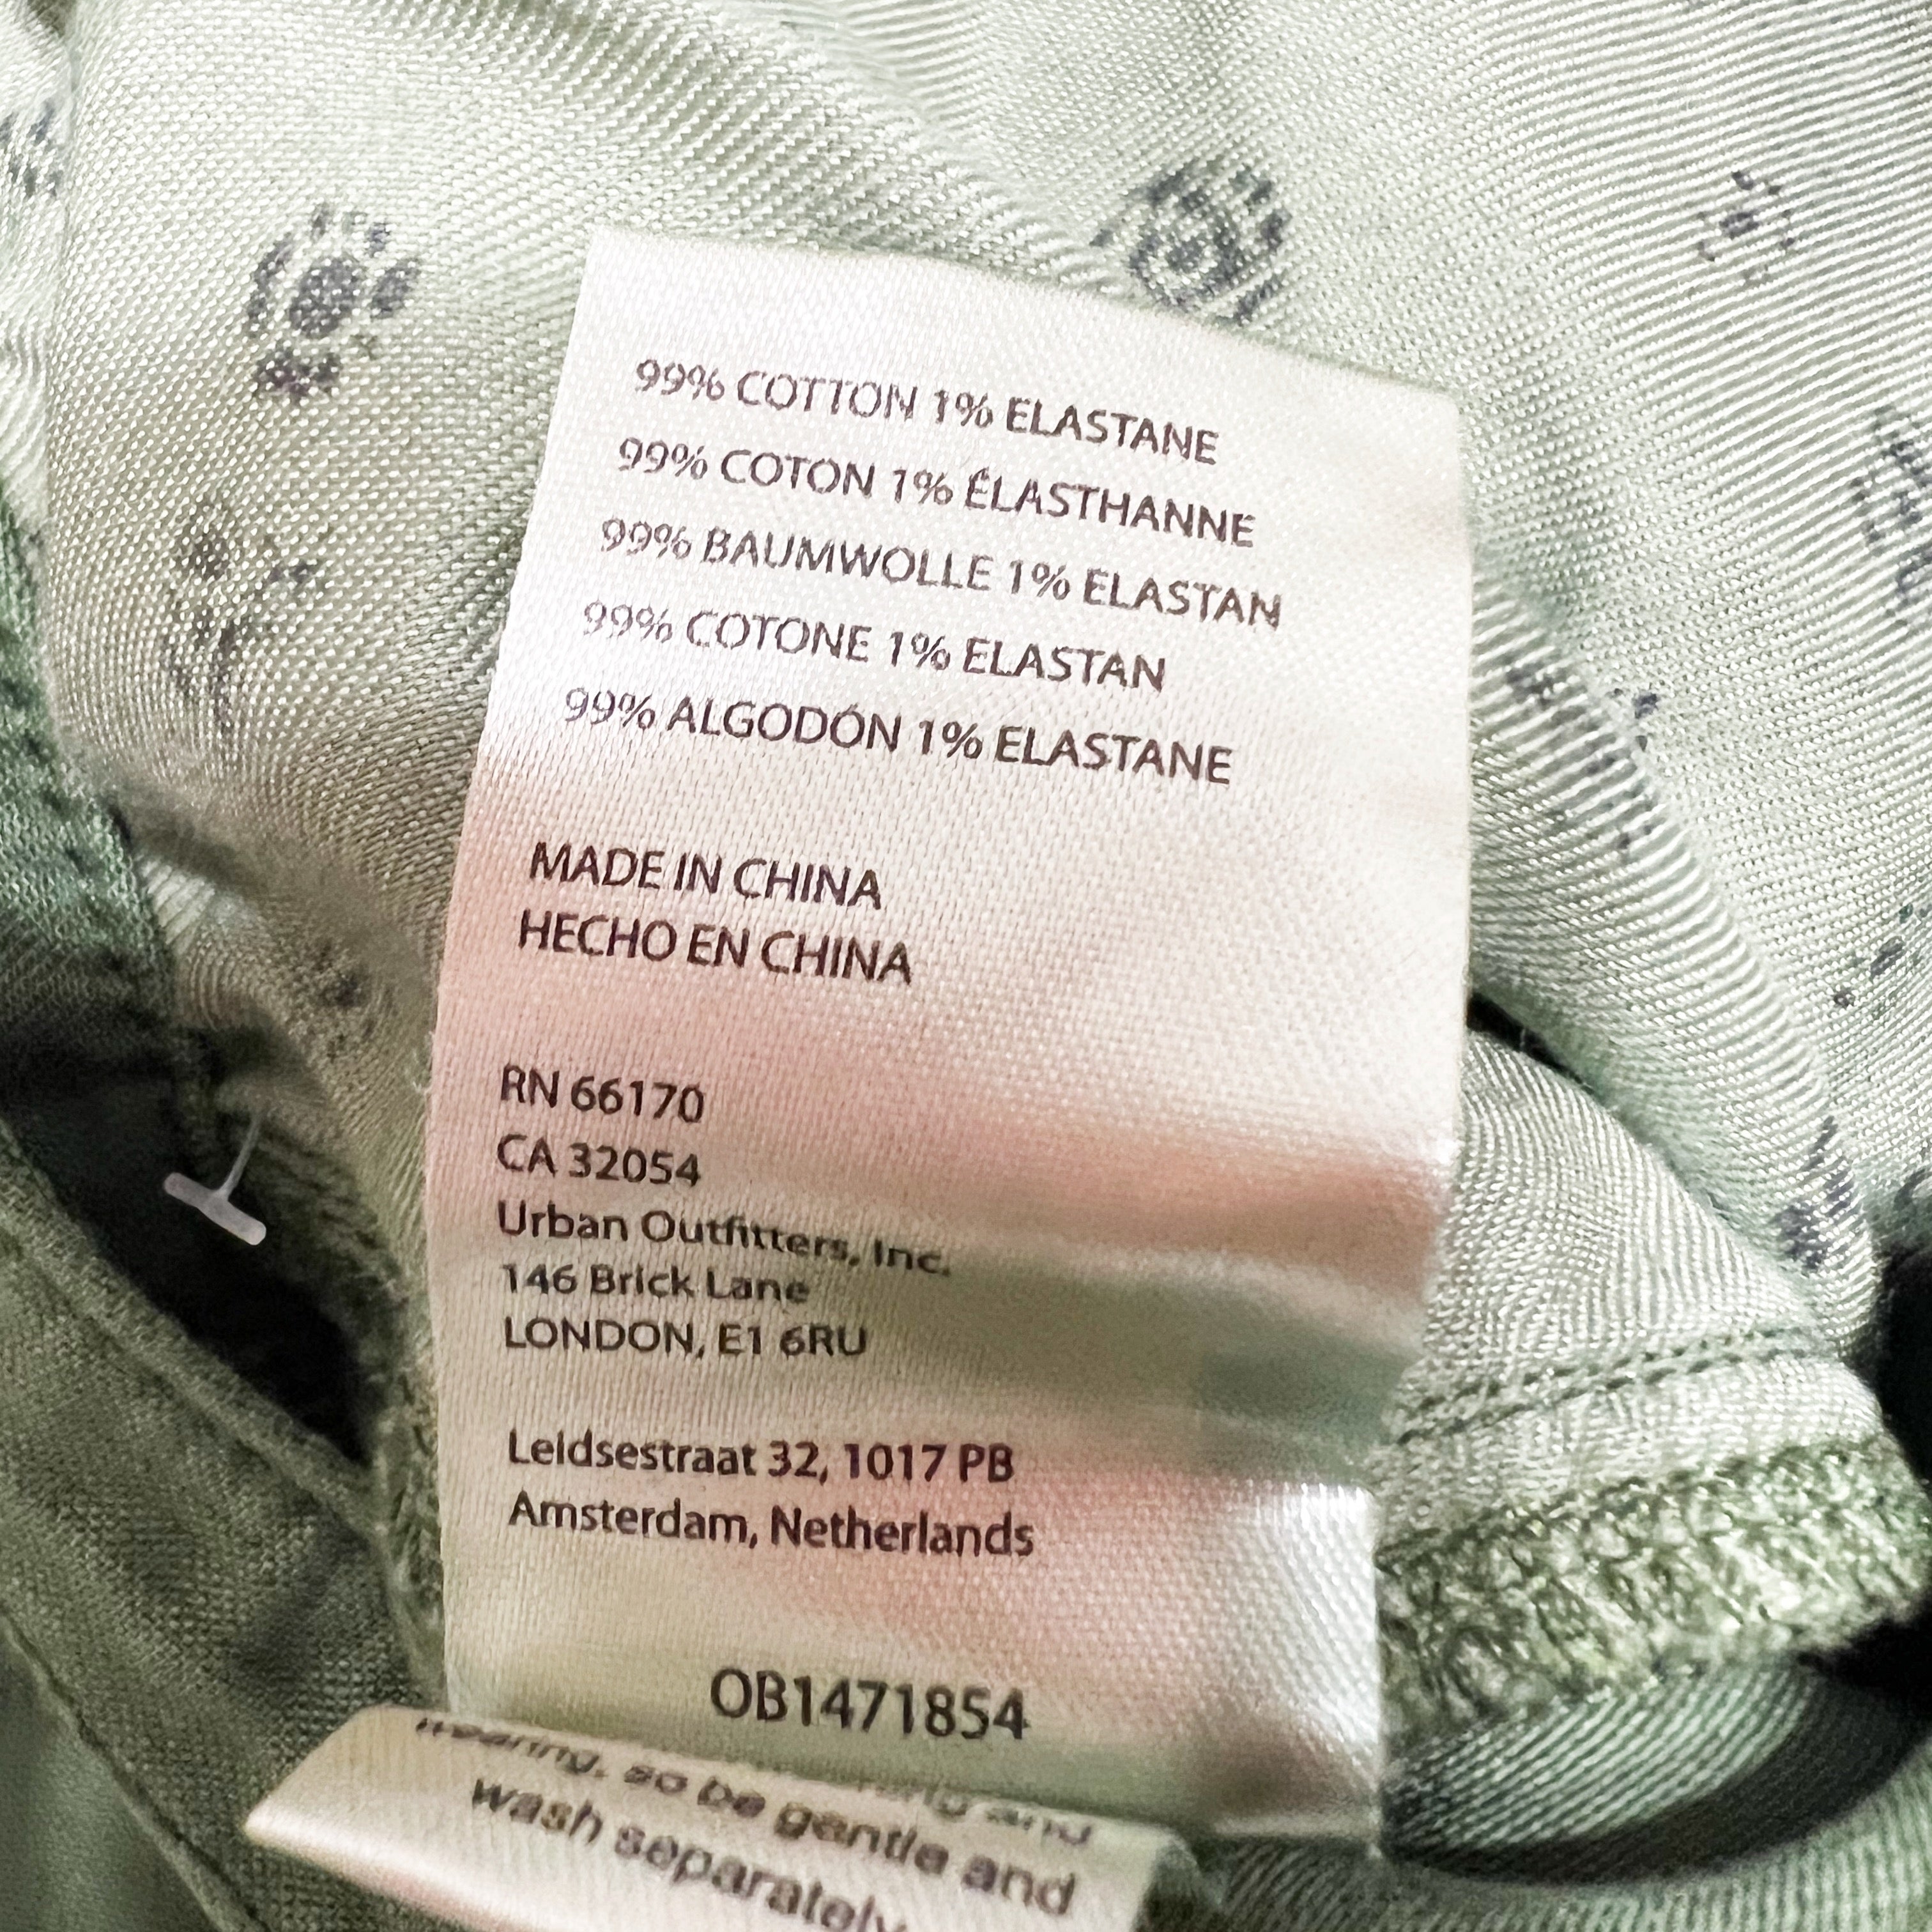 99% COTTON 1% ELASTANE
99% COTON 1% ÉLASTHANNE
99% BAUMWOLLE 1% ELASTAN
99% COTONE 1% ELASTAN
99% ALGODÓN 1% ELASTANE
MADE IN CHINA
HECHO EN CHINA
RN 66170
CA 32054
Urban Outfitters, Inc.
146 Brick Lane
LONDON, E1 6RU
Leidsestraat 32, 1017 PB
Amsterdam, Netherlands
OB1471854
and
wearing, so be gentle and
wash separately